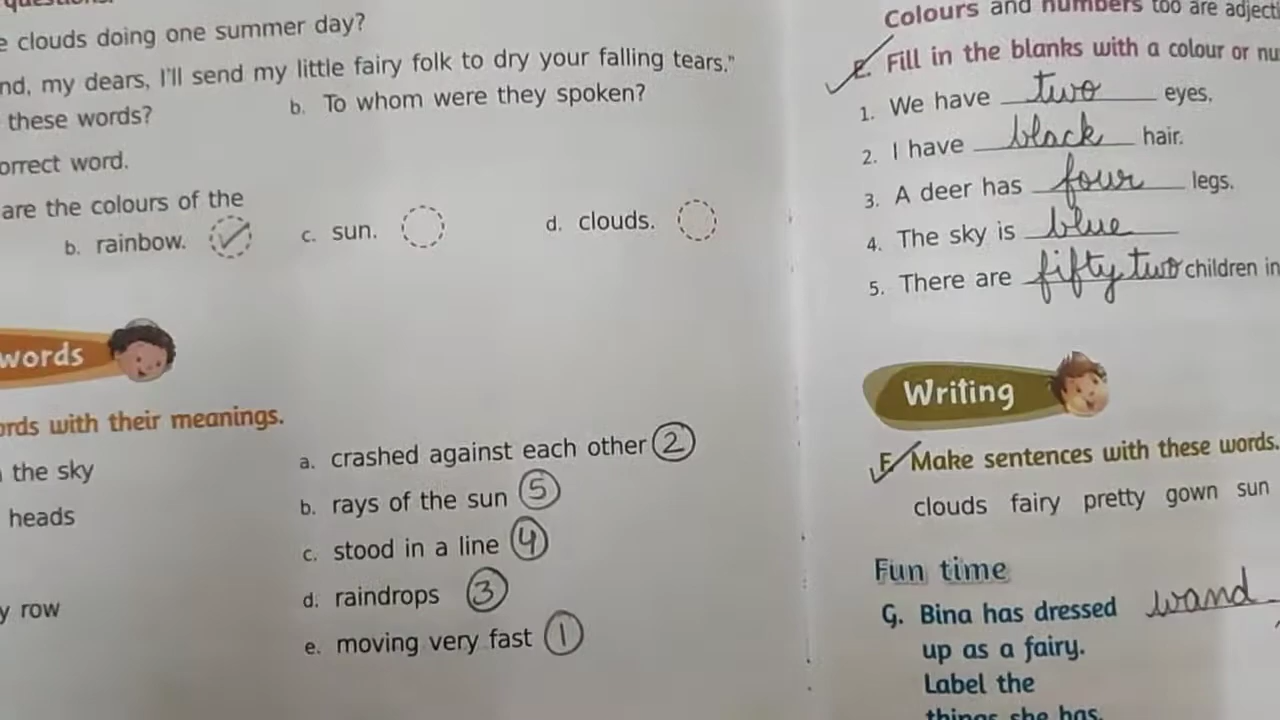 questions.
e clouds doing one summer day?
nd, my dears, I'll send my little fairy folk to dry your falling tears."
these words?
b. To whom were they spoken?
orrect word.
are the colours of the
b. rainbow.
c. sun.
d. clouds.
words
ords with their meanings.
the sky
heads
y row
a. crashed against each other 2
b. rays of the sun 5
c. stood in a line 4
d. raindrops 3
e. moving very fast 1
Colours and numbers too are adjecti
E. Fill in the blanks with a colour or nu
1. We have two eyes.
2. I have black hair.
3. A deer has four legs.
4. The sky is blue
5. There are fifty two children in
Writing
F. Make sentences with these words.
clouds fairy pretty gown sun
Fun time
G. Bina has dressed
wand
up as a fairy.
Label the
things she has.